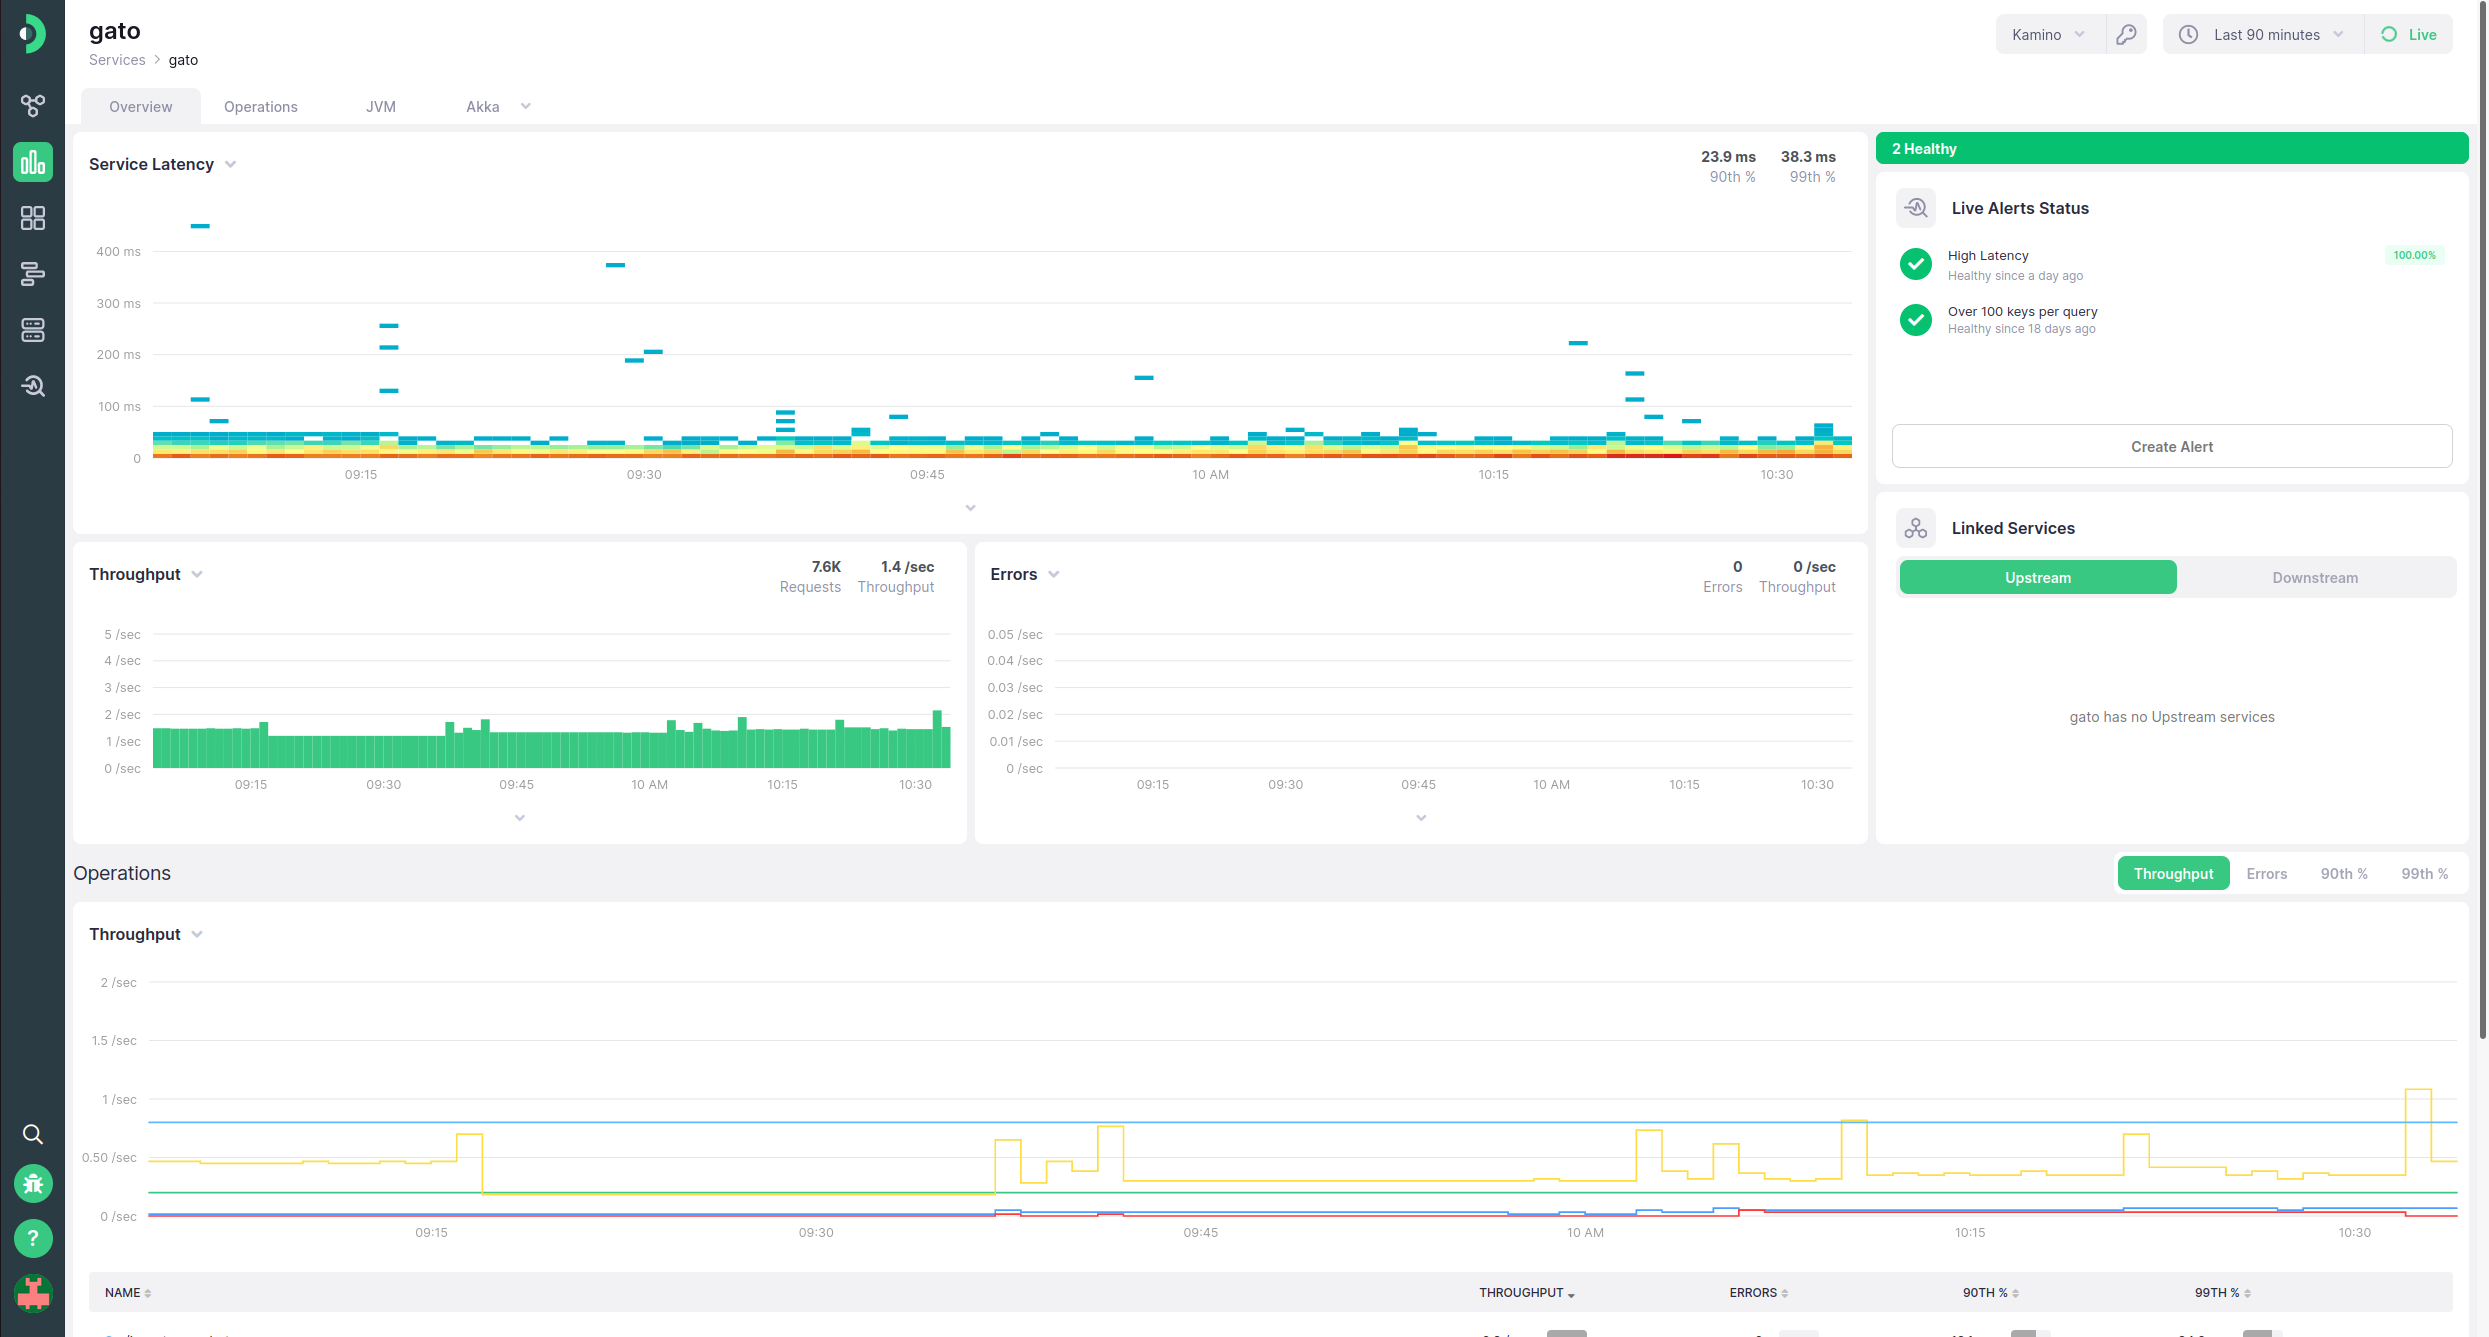 gato
Services > gato
Kamino
Last 90 minutes
Live
Overview
Operations
JVM
Akka
Service Latency
23.9 ms
90th %
38.3 ms
99th %
400 ms
300 ms
200 ms
100 ms
0
09:15
09:30
09:45
10 AM
10:15
10:30
2 Healthy
Live Alerts Status
High Latency
100.00%
Healthy since a day ago
Over 100 keys per query
Healthy since 18 days ago
Create Alert
Linked Services
Upstream
Downstream
gato has no Upstream services
Throughput
7.6K
Requests
1.4 /sec
Throughput
5 /sec
4 /sec
3 /sec
2 /sec
1 /sec
0 /sec
09:15
09:30
09:45
10 AM
10:15
10:30
Errors
0
Errors
0 /sec
Throughput
0.05 /sec
0.04 /sec
0.03 /sec
0.02 /sec
0.01 /sec
0 /sec
09:15
09:30
09:45
10 AM
10:15
10:30
Operations
Throughput
Errors
90th %
99th %
Throughput
2 /sec
1.5 /sec
1 /sec
0.50 /sec
0 /sec
09:15
09:30
09:45
10 AM
10:15
10:30
?
NAME
THROUGHPUT
ERRORS
90TH %
99TH %